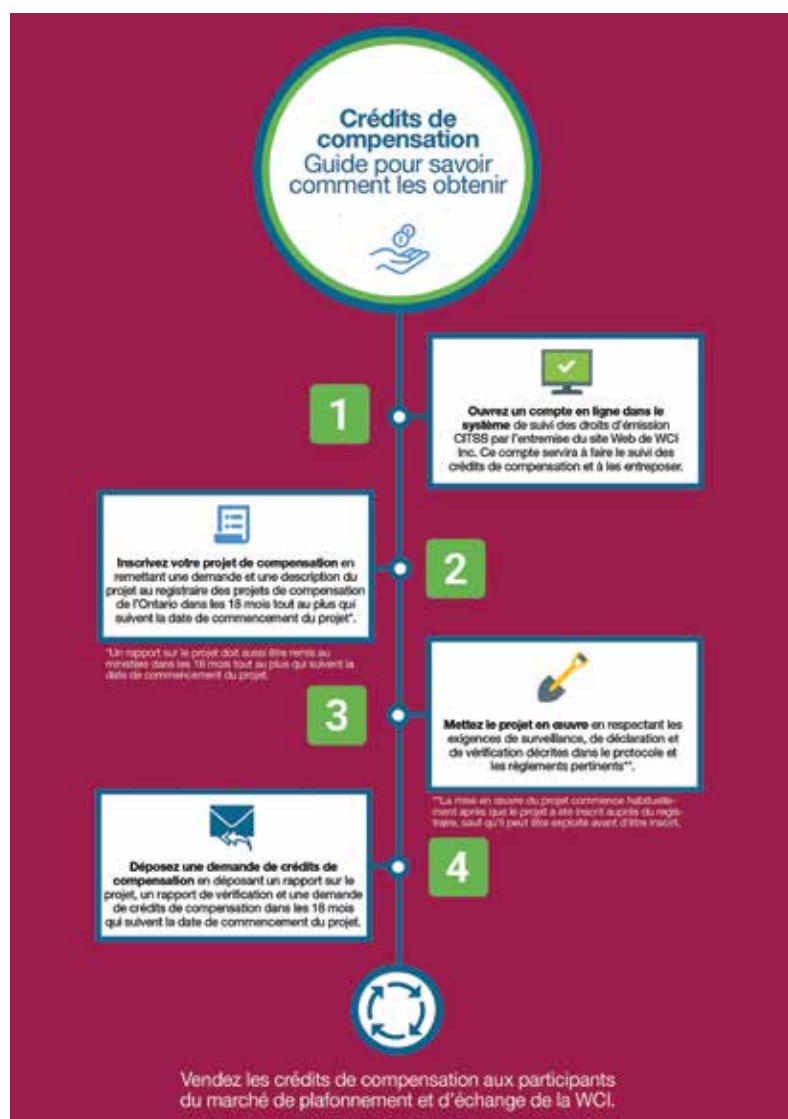 Crédits de
compensation
Guide pour savoir
comment les obtenir
1
Ouvrez un compte en ligne dans le
système de suivi des droits d'émission
CITSS par l'entremise du site Web de WCI
Inc. Ce compte servira à faire le suivi des
crédits de compensation et à les entreposer.
2
Inscrivez votre projet de compensation en
remettant une demande et une description du
projet au registraire des projets de compensation
de l'Ontario dans les 18 mois tout au plus qui
suivent la date de commencement du projet*.
*Un rapport sur le projet doit aussi être remis au
ministère dans les 18 mois tout au plus qui suivent la
date de commencement du projet.
3
Mettez le projet en œuvre en respectant les
exigences de surveillance, de déclaration et
de vérification décrites dans le protocole et
les règlements pertinents**.
**La mise en œuvre du projet commence habituelle-
ment après que le projet a été inscrit auprès du regis-
traire, sauf qu'il peut être exploité avant d'être inscrit.
4
Déposez une demande de crédits de
compensation en déposant un rapport sur le
projet, un rapport de vérification et une demande
de crédits de compensation dans les 18 mois
qui suivent la date de commencement du projet.
Vendez les crédits de compensation aux participants
du marché de plafonnement et d'échange de la WCI.